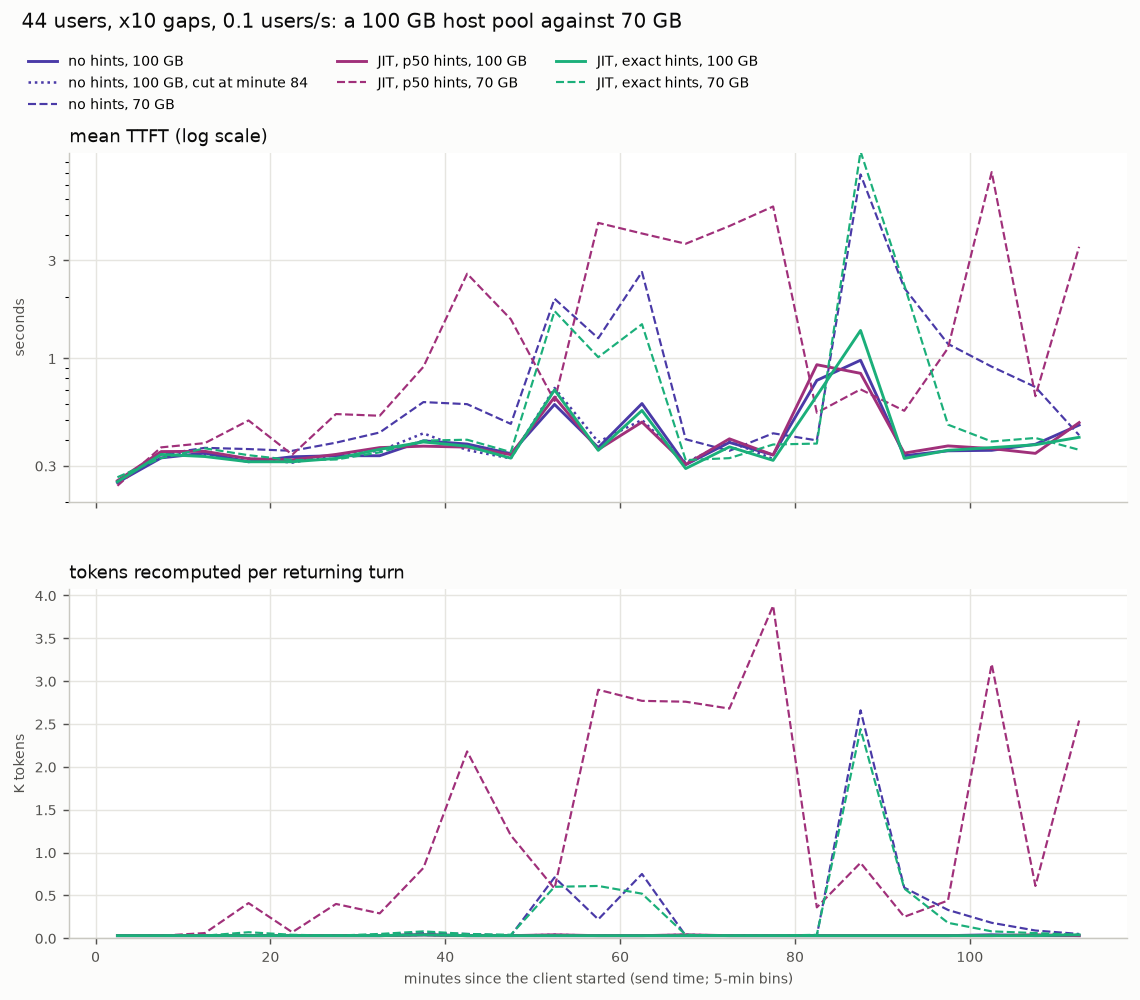 44 users, x10 gaps, 0.1 users/s: a 100 GB host pool against 70 GB
no hints, 100 GB
no hints, 100 GB, cut at minute 84
no hints, 70 GB
JIT, p50 hints, 100 GB
JIT, p50 hints, 70 GB
JIT, exact hints, 100 GB
JIT, exact hints, 70 GB
mean TTFT (log scale)
3
1
0.3
seconds
tokens recomputed per returning turn
4.0
3.5
3.0
2.5
2.0
1.5
1.0
0.5
0.0
K tokens
0 20 40 60 80 100
minutes since the client started (send time; 5-min bins)